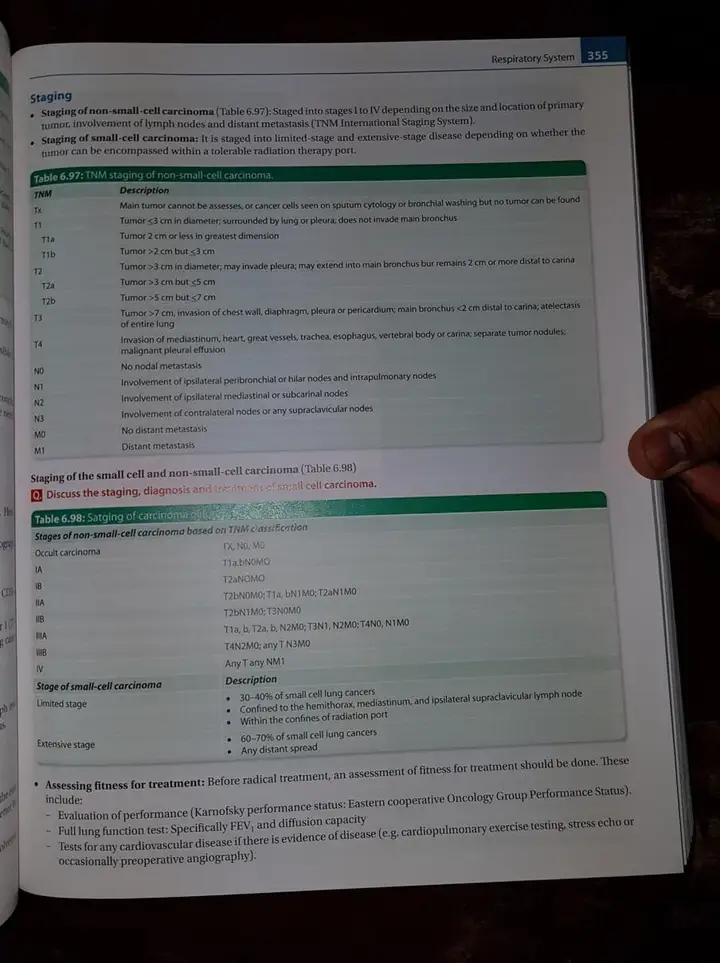 Respiratory System 355
Staging
• Staging of non-small-cell carcinoma (Table 6.97): Staged into stages I to IV depending on the size and location of primary
tumor, involvement of lymph nodes and distant metastasis (TNM International Staging System).
• Staging of small-cell carcinoma: It is staged into limited-stage and extensive-stage disease depending on whether the
tumor can be encompassed within a tolerable radiation therapy port.
Table 6.97: TNM staging of non-small-cell carcinoma.
TNM Description
Tx Main tumor cannot be assesses, or cancer cells seen on sputum cytology or bronchial washing but no tumor can be found
T1 Tumor ≤3 cm in diameter; surrounded by lung or pleura; does not invade main bronchus
T1a Tumor 2 cm or less in greatest dimension
T1b Tumor >2 cm but ≤3 cm
T2 Tumor >3 cm in diameter; may invade pleura; may extend into main bronchus bur remains 2 cm or more distal to carina
T2a Tumor >3 cm but ≤5 cm
T2b Tumor >5 cm but ≤7 cm
T3 Tumor >7 cm, invasion of chest wall, diaphragm, pleura or pericardium; main bronchus <2 cm distal to carina; atelectasis
of entire lung
T4 Invasion of mediastinum, heart, great vessels, trachea, esophagus, vertebral body or carina; separate tumor nodules;
malignant pleural effusion
N0 No nodal metastasis
N1 Involvement of ipsilateral peribronchial or hilar nodes and intrapulmonary nodes
N2 Involvement of ipsilateral mediastinal or subcarinal nodes
N3 Involvement of contralateral nodes or any supraclavicular nodes
M0 No distant metastasis
M1 Distant metastasis
Staging of the small cell and non-small-cell carcinoma (Table 6.98)
Q. Discuss the staging, diagnosis and treatment of small cell carcinoma.
Table 6.98: Satging of carcinoma
Stages of non-small-cell carcinoma based on TNM classification
Occult carcinoma TX, N0, M0
IA T1a,bN0M0
IB T2aN0M0
IIA T2bN0M0; T1a, bN1M0; T2aN1M0
IIB T2bN1M0; T3N0M0
IIIA T1a, b, T2a, b, N2M0; T3N1, N2M0; T4N0, N1M0
IIIB T4N2M0; any T N3M0
IV Any T any NM1
Stage of small-cell carcinoma Description
Limited stage • 30–40% of small cell lung cancers
• Confined to the hemithorax, mediastinum, and ipsilateral supraclavicular lymph node
• Within the confines of radiation port
Extensive stage • 60–70% of small cell lung cancers
• Any distant spread
• Assessing fitness for treatment: Before radical treatment, an assessment of fitness for treatment should be done. These
include:
– Evaluation of performance (Karnofsky performance status: Eastern cooperative Oncology Group Performance Status).
– Full lung function test: Specifically FEV₁ and diffusion capacity
– Tests for any cardiovascular disease if there is evidence of disease (e.g. cardiopulmonary exercise testing, stress echo or
occasionally preoperative angiography).